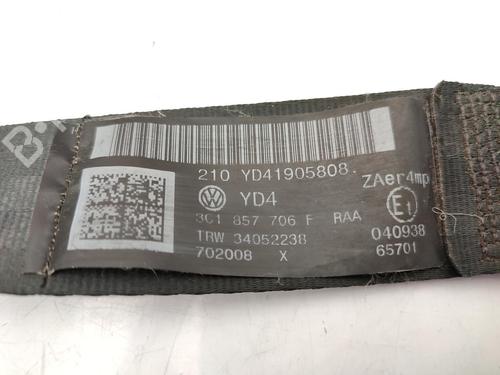 210 YD41905808.
ZAer4mp
YD4
E1
3C1 857 706 F RAA
TRW 34052238
040938
702008 X
65701